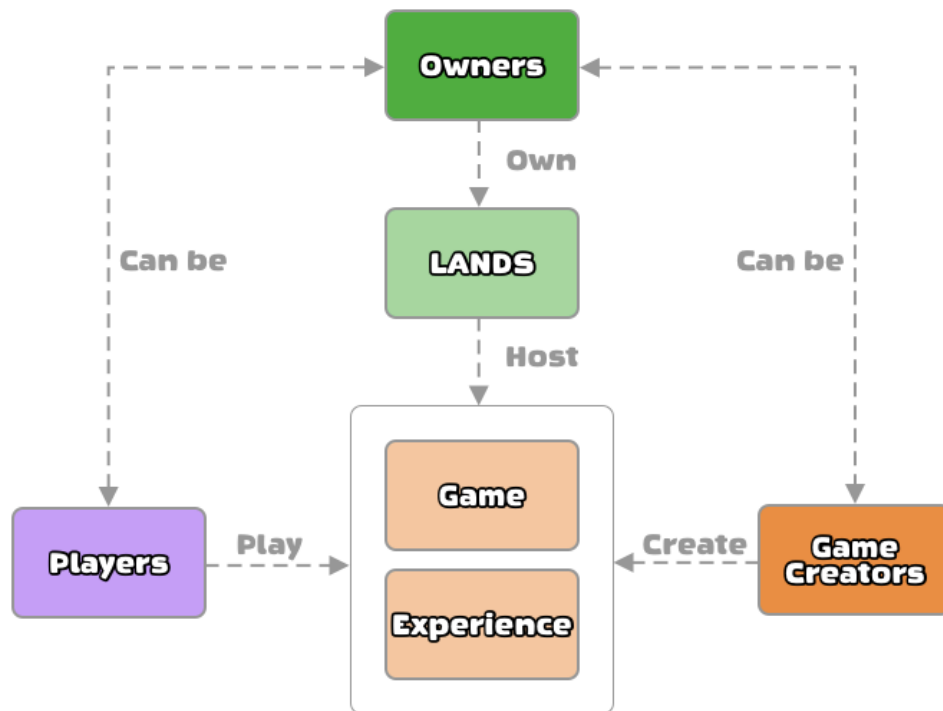 Owners
Own
LANDS
Can be
Can be
Host
Game
Players
Play
Create
Game
Creators
Experience